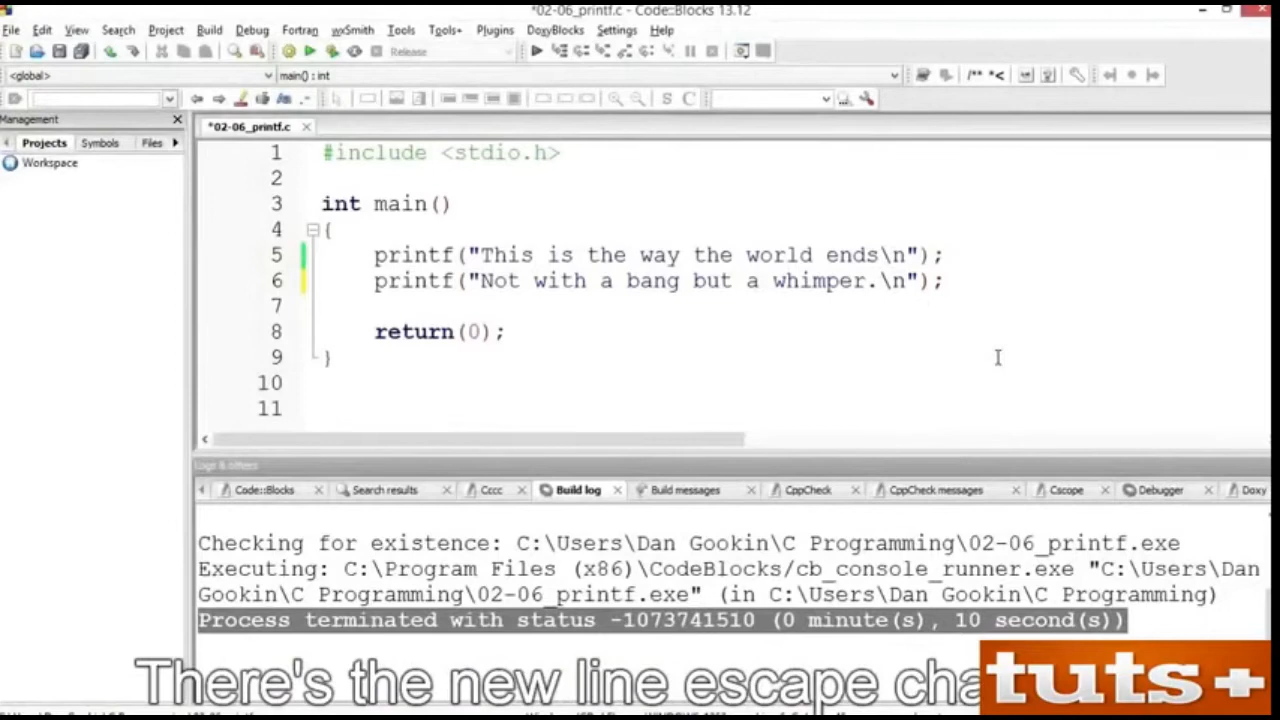 *02-06_printf.c - Code::Blocks 13.12
File Edit View Search Project Build Debug Fortran wxSmith Tools Tools+ Plugins DoxyBlocks Settings Help
Release
<global> main() : int
/** *<
S C
Management
*02-06_printf.c
Projects Symbols Files
Workspace
1 #include <stdio.h>
2
3 int main()
4 {
5 printf("This is the way the world ends\n");
6 printf("Not with a bang but a whimper.\n");
7
8 return(0);
9 }
10
11
Logs & others
Code::Blocks Search results Cccc Build log Build messages CppCheck CppCheck messages Cscope Debugger Doxy
Checking for existence: C:\Users\Dan Gookin\C Programming\02-06_printf.exe
Executing: C:\Program Files (x86)\CodeBlocks/cb_console_runner.exe "C:\Users\Dan
Gookin\C Programming\02-06_printf.exe" (in C:\Users\Dan Gookin\C Programming)
Process terminated with status -1073741510 (0 minute(s), 10 second(s))
There's the new line escape cha
tuts+